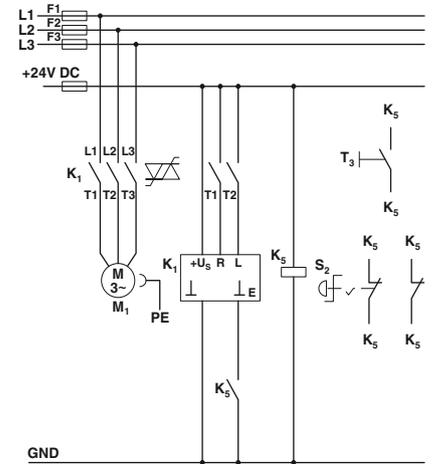 L1 F1
L2 F2
L3 F3
+24V DC
K5
L1 L2 L3
T3
K1
T1 T2 T3 T1 T2
K5
K5 K5
K1 +US R L K5 S2
M
3~
⊥ ⊥ E
M1
PE
K5 K5
K5
GND